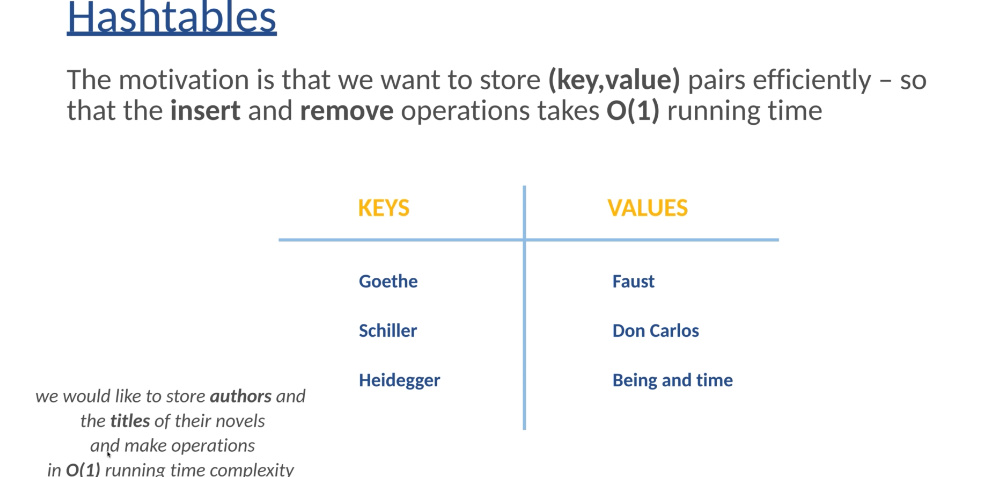 Hashtables
The motivation is that we want to store (key,value) pairs efficiently – so
that the insert and remove operations takes O(1) running time
KEYS VALUES
Goethe Faust
Schiller Don Carlos
Heidegger Being and time
we would like to store authors and
the titles of their novels
and make operations
in O(1) running time complexity